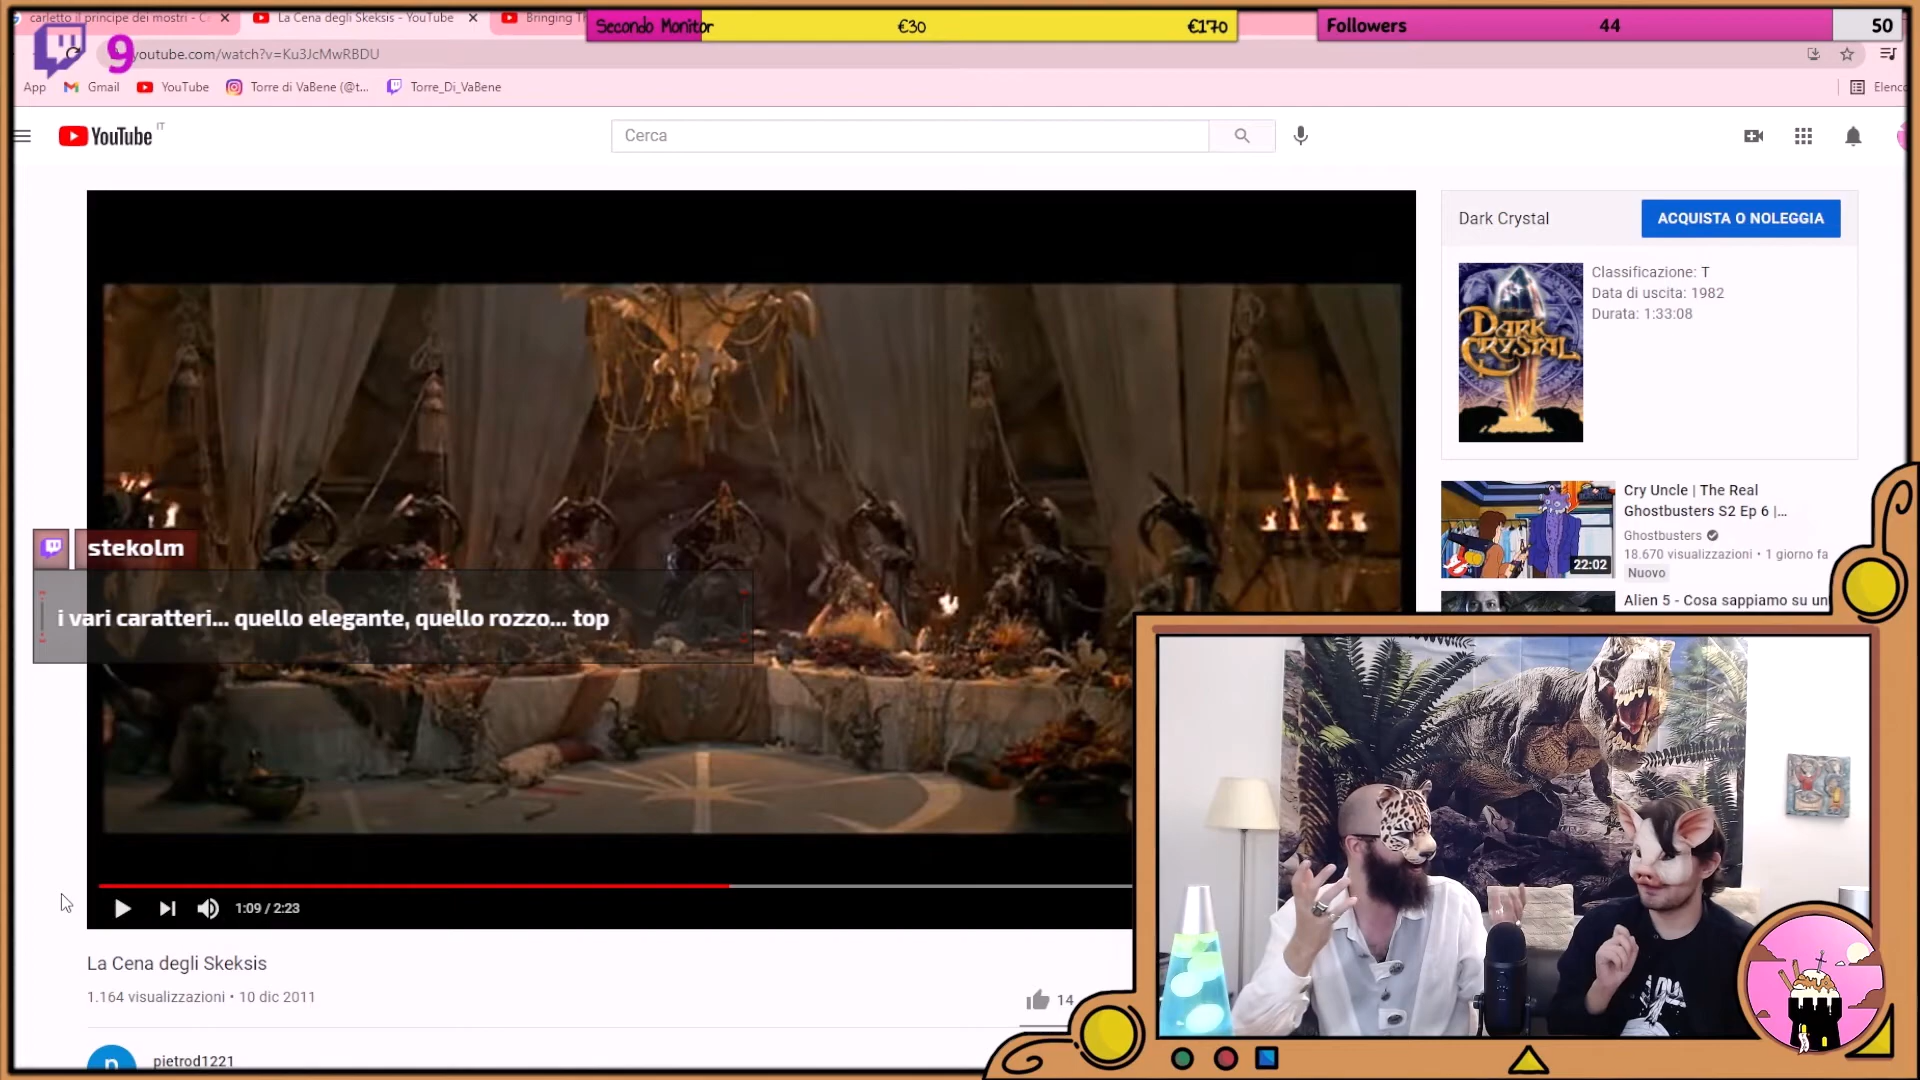 carletto il principe dei mostri - C
La Cena degli Skeksis - YouTube
Bringing T
Secondo Monitor
€30
€170
Followers
44
50
9
youtube.com/watch?v=Ku3JcMwRBDU
App
Gmail
YouTube
Torre di VaBene (@t...
Torre_Di_VaBene
Elenco
YouTube IT
Cerca
Dark Crystal
ACQUISTA O NOLEGGIA
DARK CRYSTAL
Classificazione: T
Data di uscita: 1982
Durata: 1:33:08
Cry Uncle | The Real
Ghostbusters S2 Ep 6 |...
Ghostbusters
18.670 visualizzazioni • 1 giorno fa
Nuovo
22:02
Alien 5 - Cosa sappiamo su un
stekolm
i vari caratteri... quello elegante, quello rozzo... top
1:09 / 2:23
La Cena degli Skeksis
1.164 visualizzazioni • 10 dic 2011
14
pietrod1221